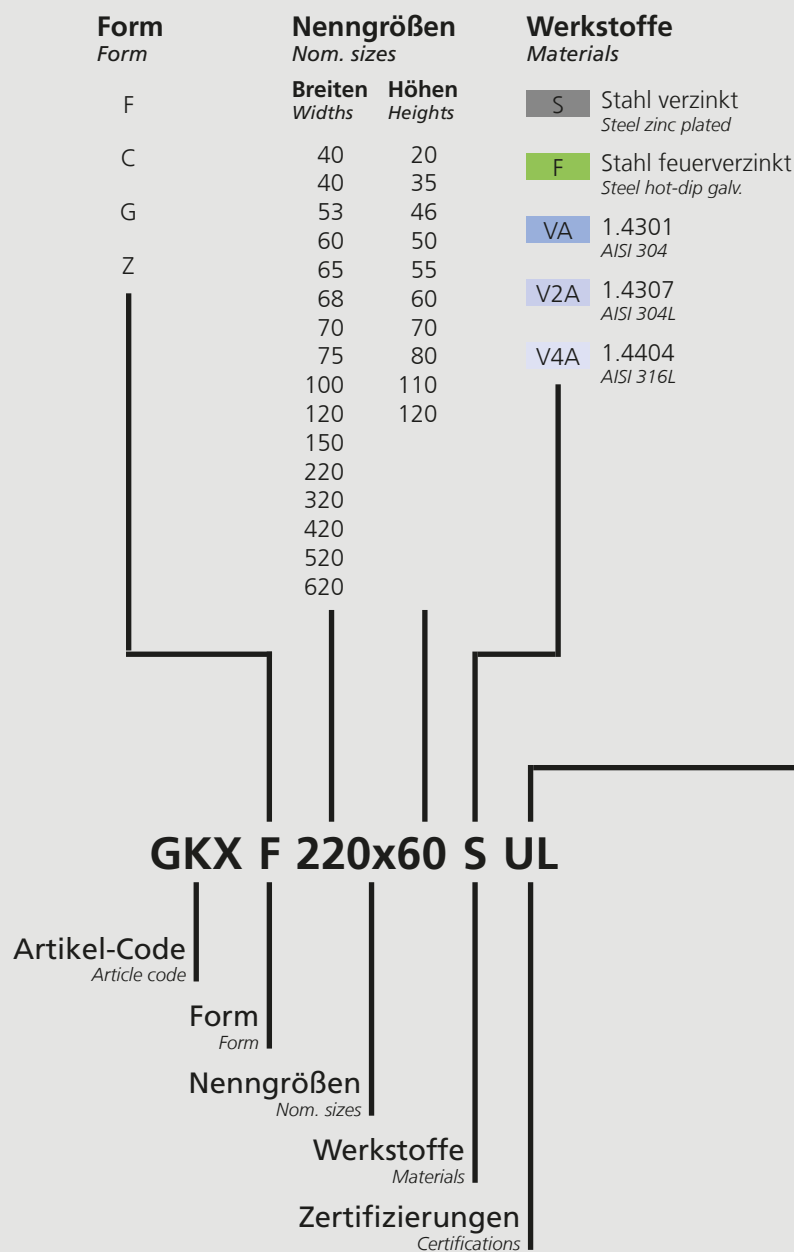 Form
Form
F
C
G
Z
Nenngrößen
Nom. sizes
Breiten Höhen
Widths Heights
40 20
40 35
53 46
60 50
65 55
68 60
70 70
75 80
100 110
120 120
150
220
320
420
520
620
Werkstoffe
Materials
S Stahl verzinkt
Steel zinc plated
F Stahl feuerverzinkt
Steel hot-dip galv.
VA 1.4301
AISI 304
V2A 1.4307
AISI 304L
V4A 1.4404
AISI 316L
GKX F 220x60 S UL
Artikel-Code
Article code
Form
Form
Nenngrößen
Nom. sizes
Werkstoffe
Materials
Zertifizierungen
Certifications